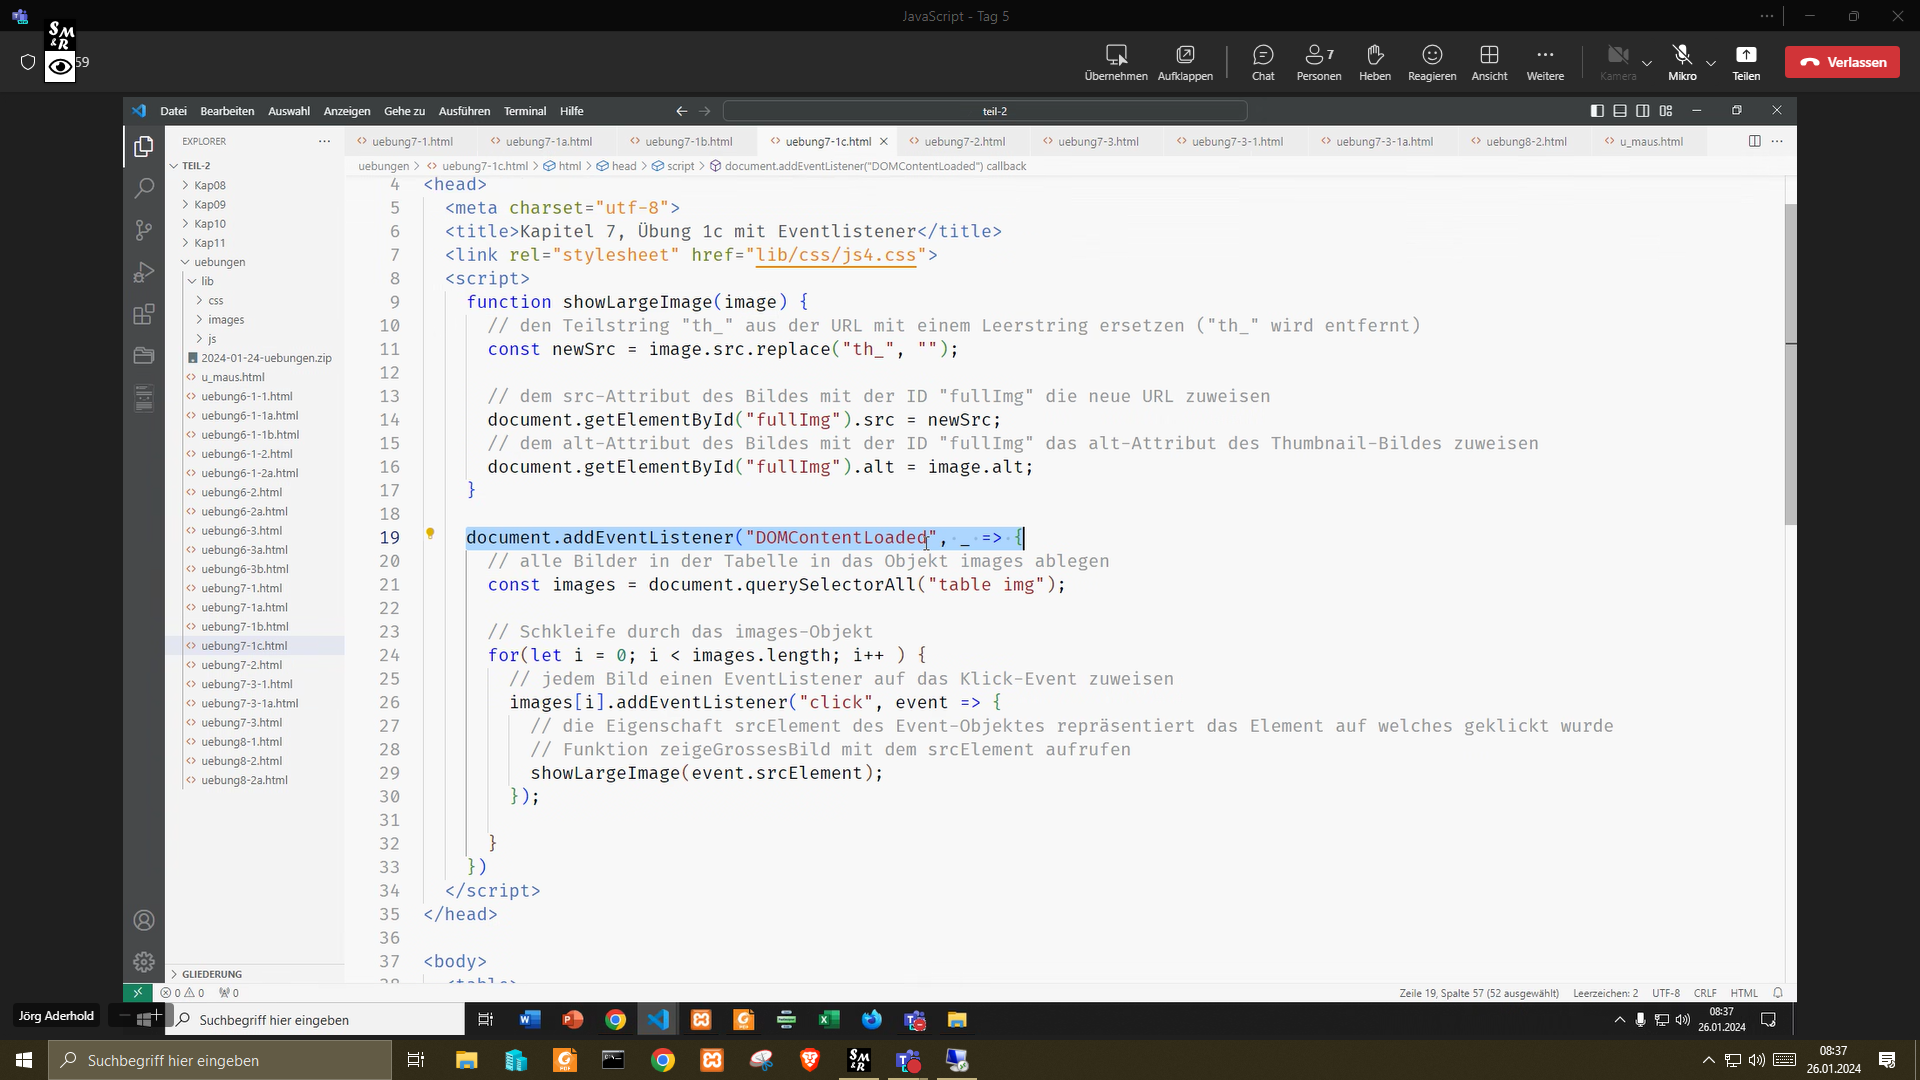 JavaScript - Tag 5
SM
&R
59
Übernehmen
Aufklappen
Chat
7
Personen
Heben
Reagieren
Ansicht
Weitere
Kamera
Mikro
Teilen
Verlassen
Datei Bearbeiten Auswahl Anzeigen Gehe zu Ausführen Terminal Hilfe
teil-2
EXPLORER
uebung7-1.html
uebung7-1a.html
uebung7-1b.html
uebung7-1c.html
uebung7-2.html
uebung7-3.html
uebung7-3-1.html
uebung7-3-1a.html
uebung8-2.html
u_maus.html
uebungen > uebung7-1c.html > html > head > script > document.addEventListener("DOMContentLoaded") callback
TEIL-2
Kap08
Kap09
Kap10
Kap11
uebungen
lib
css
images
js
2024-01-24-uebungen.zip
u_maus.html
uebung6-1-1.html
uebung6-1-1a.html
uebung6-1-1b.html
uebung6-1-2.html
uebung6-1-2a.html
uebung6-2.html
uebung6-2a.html
uebung6-3.html
uebung6-3a.html
uebung6-3b.html
uebung7-1.html
uebung7-1a.html
uebung7-1b.html
uebung7-1c.html
uebung7-2.html
uebung7-3-1.html
uebung7-3-1a.html
uebung7-3.html
uebung8-1.html
uebung8-2.html
uebung8-2a.html
GLIEDERUNG
4 <head>
5 <meta charset="utf-8">
6 <title>Kapitel 7, Übung 1c mit Eventlistener</title>
7 <link rel="stylesheet" href="lib/css/js4.css">
8 <script>
9 function showLargeImage(image) {
10 // den Teilstring "th_" aus der URL mit einem Leerstring ersetzen ("th_" wird entfernt)
11 const newSrc = image.src.replace("th_", "");
12
13 // dem src-Attribut des Bildes mit der ID "fullImg" die neue URL zuweisen
14 document.getElementById("fullImg").src = newSrc;
15 // dem alt-Attribut des Bildes mit der ID "fullImg" das alt-Attribut des Thumbnail-Bildes zuweisen
16 document.getElementById("fullImg").alt = image.alt;
17 }
18
19 document.addEventListener("DOMContentLoaded", _ => {
20 // alle Bilder in der Tabelle in das Objekt images ablegen
21 const images = document.querySelectorAll("table img");
22
23 // Schkleife durch das images-Objekt
24 for(let i = 0; i < images.length; i++ ) {
25 // jedem Bild einen EventListener auf das Klick-Event zuweisen
26 images[i].addEventListener("click", event => {
27 // die Eigenschaft srcElement des Event-Objektes repräsentiert das Element auf welches geklickt wurde
28 // Funktion zeigeGrossesBild mit dem srcElement aufrufen
29 showLargeImage(event.srcElement);
30 });
31
32 }
33 })
34 </script>
35 </head>
36
37 <body>
38 <table>
0 0 0
Zeile 19, Spalte 57 (52 ausgewählt) Leerzeichen: 2 UTF-8 CRLF HTML
Jörg Aderhold
Suchbegriff hier eingeben
08:37
26.01.2024
Suchbegriff hier eingeben
08:37
26.01.2024